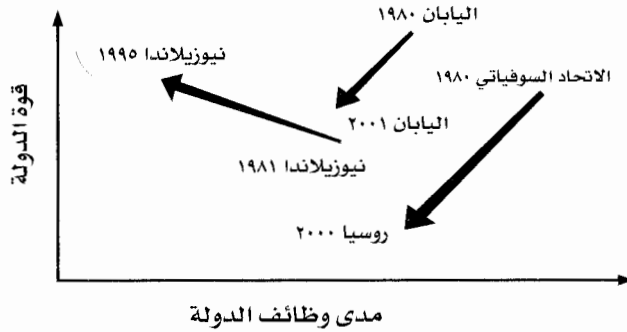 اليابان ١٩٨٠
نيوزيلاندا ١٩٩٥
الاتحاد السوفياتي ١٩٨٠
اليابان ٢٠٠١
نيوزيلاندا ١٩٨١
روسيا ٢٠٠٠
قوة الدولة
مدى وظائف الدولة